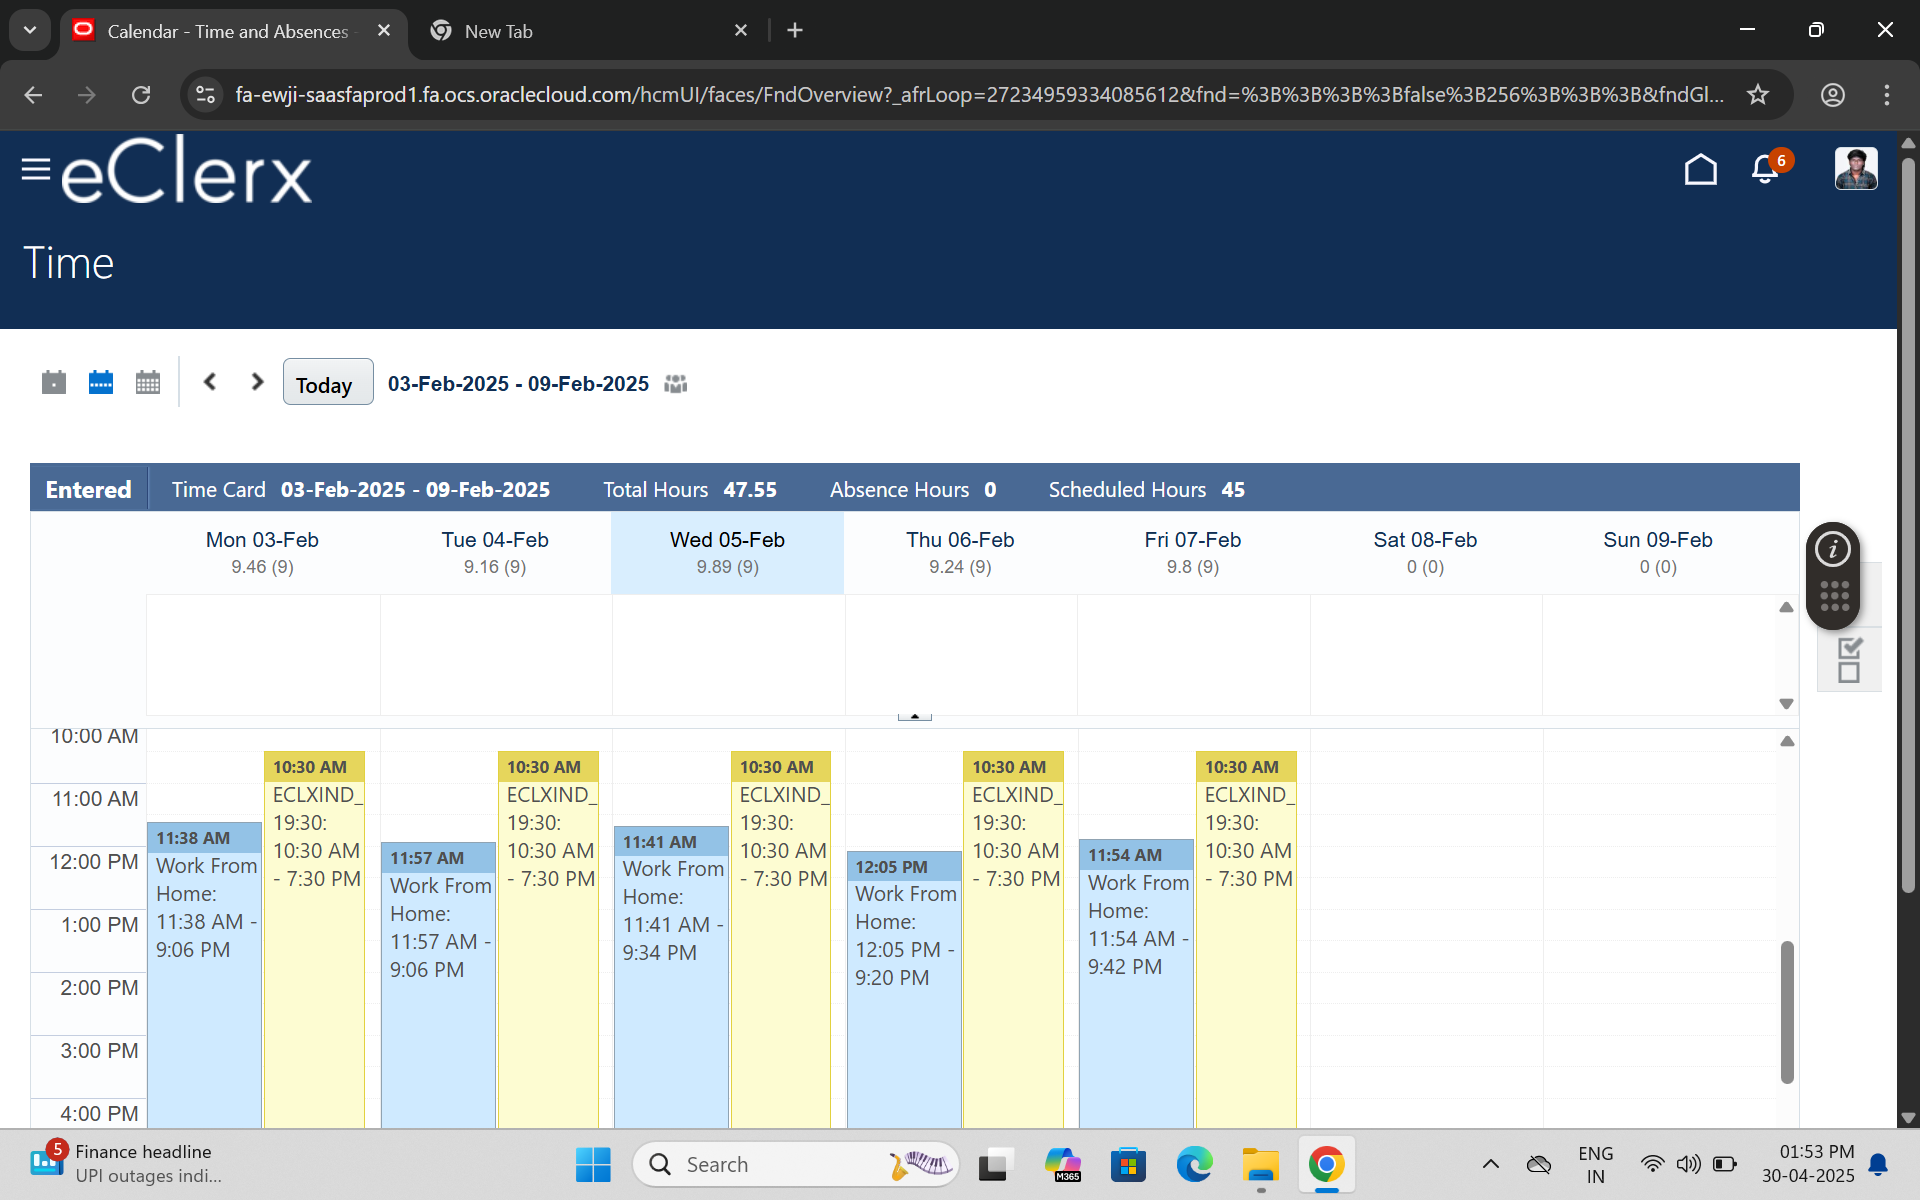 Calendar - Time and Absences -
New Tab
fa-ewji-saasfaprod1.fa.ocs.oraclecloud.com/hcmUI/faces/FndOverview?_afrLoop=27234959334085612&fnd=%3B%3B%3B%3Bfalse%3B256%3B%3B%3B&fndGl...
eClerx
6
Time
Today
03-Feb-2025 - 09-Feb-2025
Entered Time Card 03-Feb-2025 - 09-Feb-2025 Total Hours 47.55 Absence Hours 0 Scheduled Hours 45
Mon 03-Feb Tue 04-Feb Wed 05-Feb Thu 06-Feb Fri 07-Feb Sat 08-Feb Sun 09-Feb
9.46 (9) 9.16 (9) 9.89 (9) 9.24 (9) 9.8 (9) 0 (0) 0 (0)
10:00 AM
11:00 AM
12:00 PM
1:00 PM
2:00 PM
3:00 PM
4:00 PM
11:38 AM
Work From
Home:
11:38 AM -
9:06 PM
10:30 AM
ECLXIND_
19:30:
10:30 AM
- 7:30 PM
11:57 AM
Work From
Home:
11:57 AM -
9:06 PM
10:30 AM
ECLXIND_
19:30:
10:30 AM
- 7:30 PM
11:41 AM
Work From
Home:
11:41 AM -
9:34 PM
10:30 AM
ECLXIND_
19:30:
10:30 AM
- 7:30 PM
12:05 PM
Work From
Home:
12:05 PM -
9:20 PM
10:30 AM
ECLXIND_
19:30:
10:30 AM
- 7:30 PM
11:54 AM
Work From
Home:
11:54 AM -
9:42 PM
10:30 AM
ECLXIND_
19:30:
10:30 AM
- 7:30 PM
i
5
Finance headline
UPI outages indi...
Search
M365
ENG
IN
01:53 PM
30-04-2025